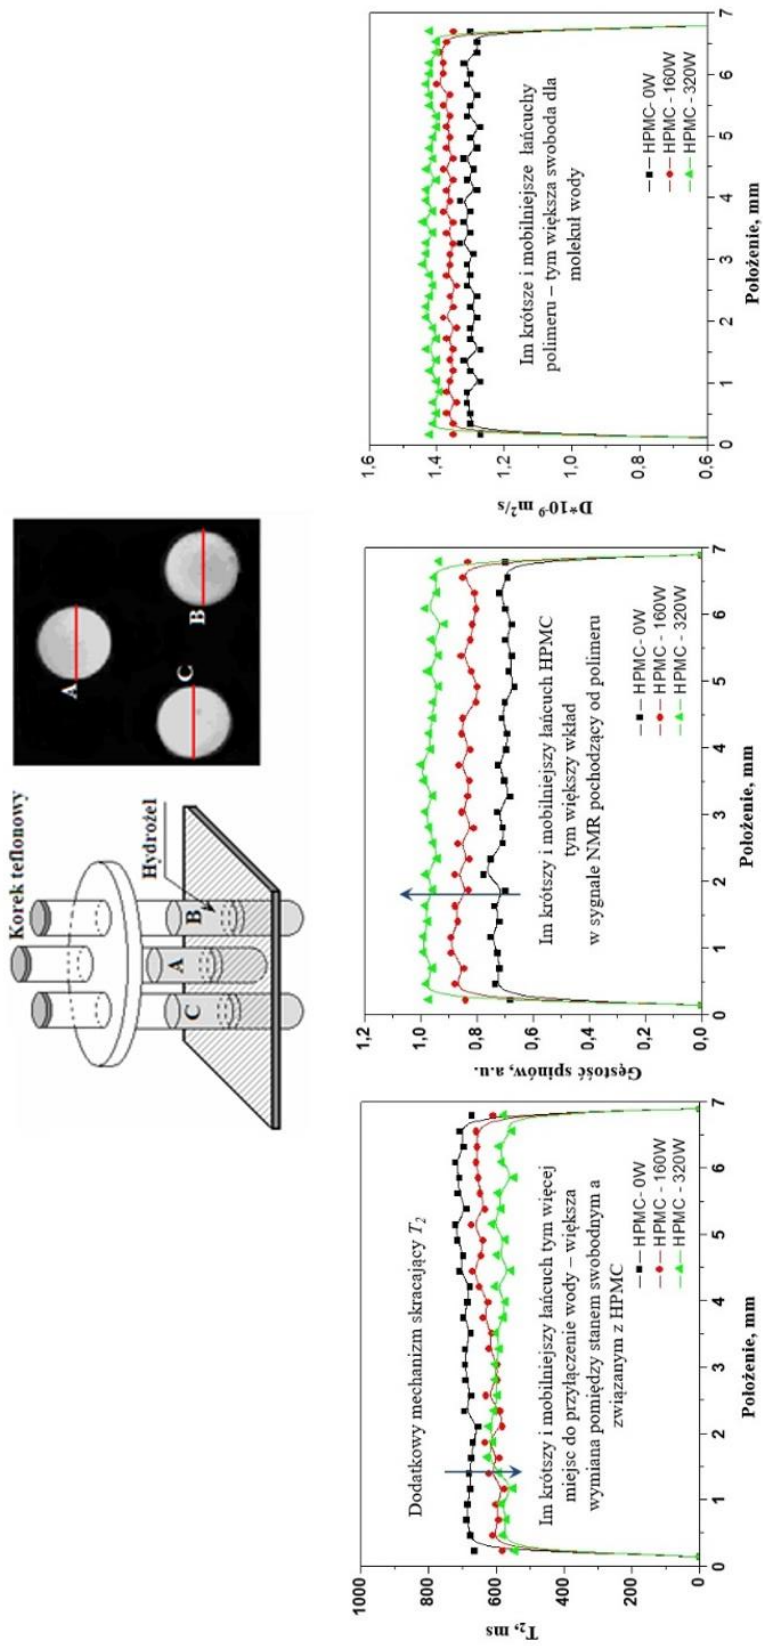 Korek teflonowy
Hydrożel
C
A
B
A
C
B
1000
800
600
400
200
0
T2, ms
Dodatkowy mechanizm skracający T2
Im krótszy i mobilniejszy łańcuch tym więcej
miejsc do przyłączenie wody – większa
wymiana pomiędzy stanem swobodnym a
związanym z HPMC
HPMC- 0W
HPMC - 160W
HPMC - 320W
0 1 2 3 4 5 6 7
Położenie, mm
1,2
1,0
0,8
0,6
0,4
0,2
0,0
Gęstość spinów, a.u.
Im krótszy i mobilniejszy łańcuch HPMC
tym większy wkład
w sygnale NMR pochodzący od polimeru
HPMC- 0W
HPMC - 160W
HPMC - 320W
0 1 2 3 4 5 6 7
Położenie, mm
1.6
1.4
1.2
1.0
0.8
0.6
D*10-9 m2/s
Im krótsze i mobilniejsze łańcuchy
polimeru – tym większa swoboda dla
molekuł wody
HPMC- 0W
HPMC - 160W
HPMC - 320W
0 1 2 3 4 5 6 7
Położenie, mm